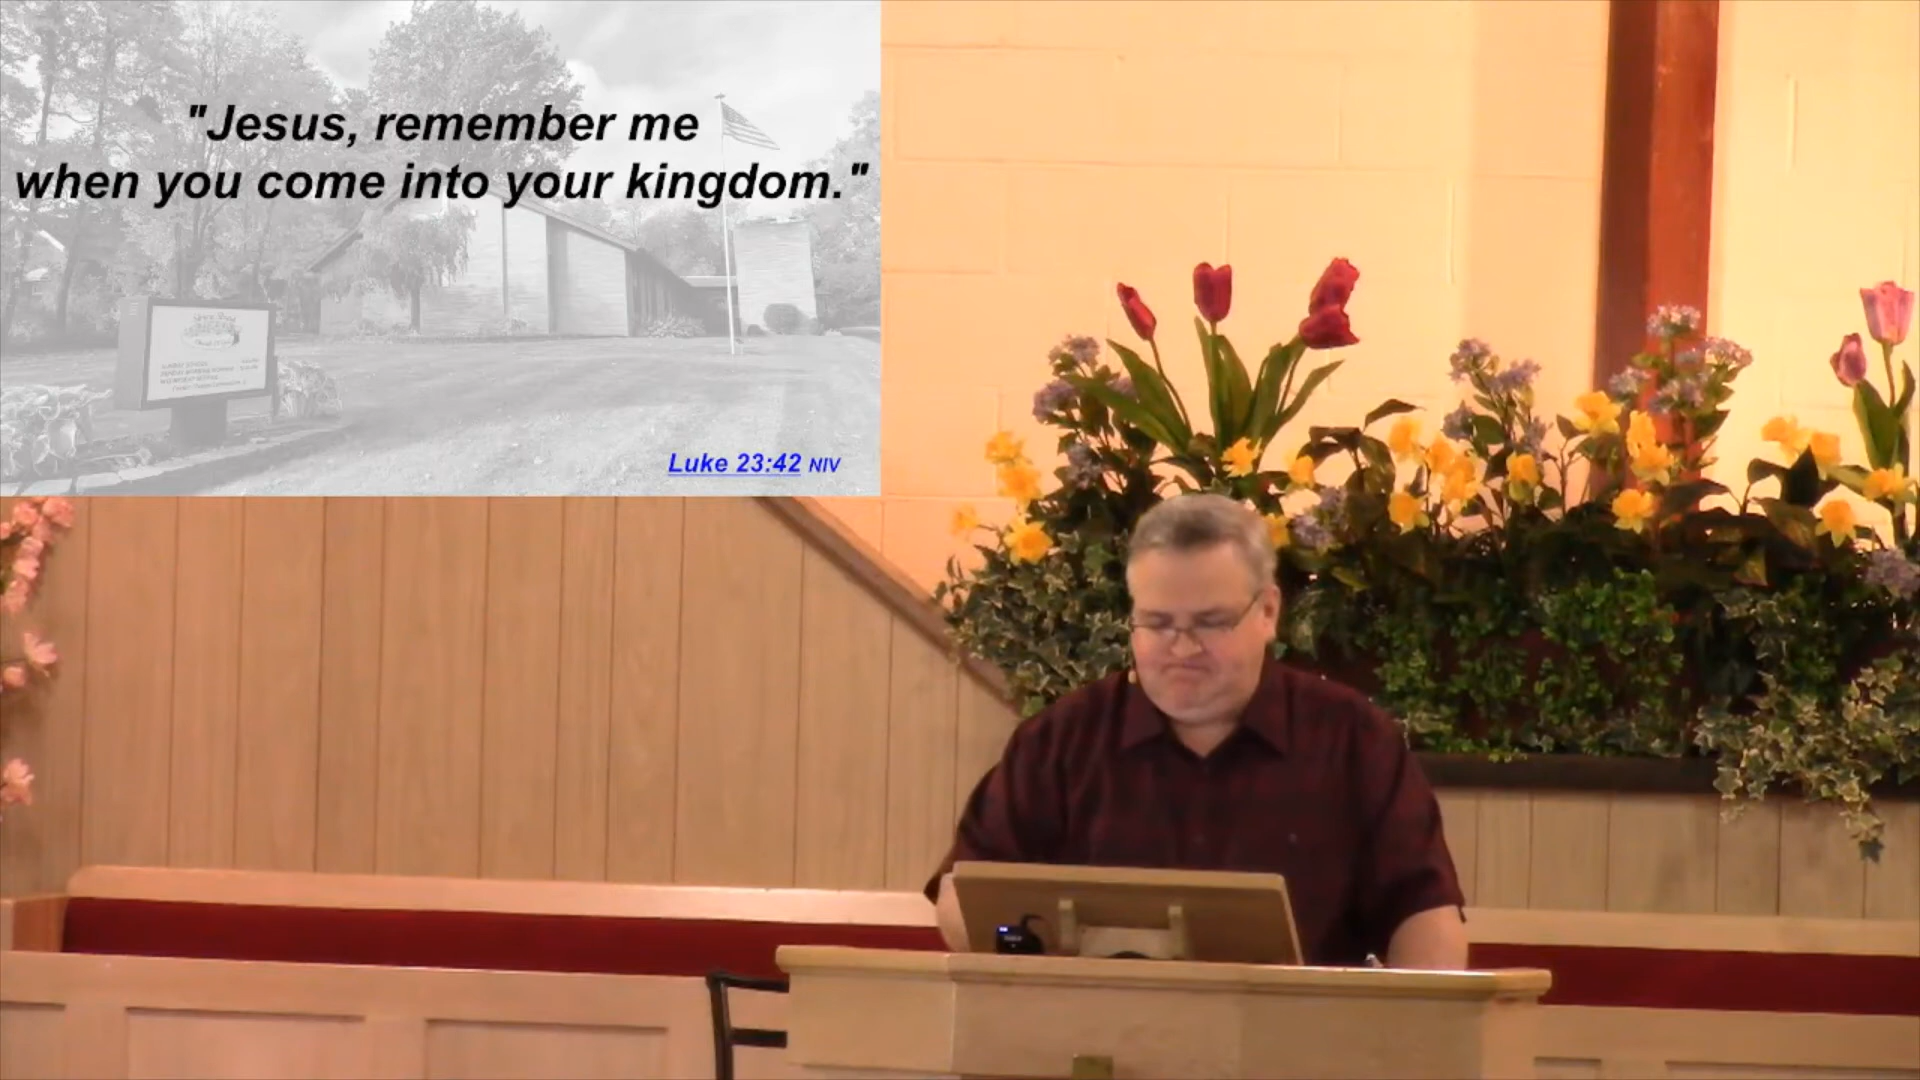 "Jesus, remember me
when you come into your kingdom."
Luke 23:42 NIV